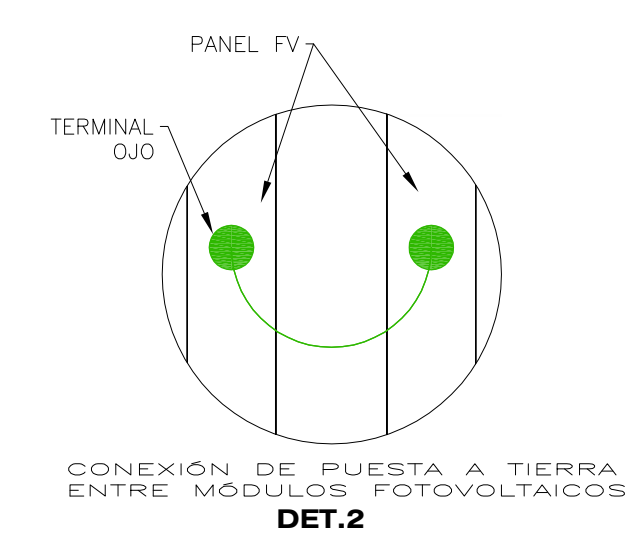 PANEL FV
TERMINAL
OJO
CONEXIÓN DE PUESTA A TIERRA
ENTRE MÓDULOS FOTOVOLTAICOS
DET.2